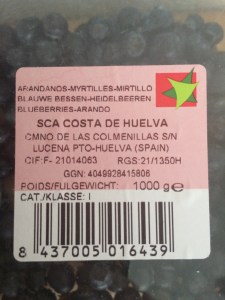 ARANDANOS-MYRTILLES-MIRTILLO
BLAUWE BESSEN-HEIDELBEEREN
BLUEBERRIES-ARANDO
SCA COSTA DE HUELVA
CMNO DE LAS COLMENILLAS S/N
LUCENA PTO-HUELVA (SPAIN)
CIF:F- 21014063 RGS:21/1350H
GGN: 4049928415806
POIDS/FULGEWICHT: 1000 g e
CAT./KLASSE: I
8 437005 016439